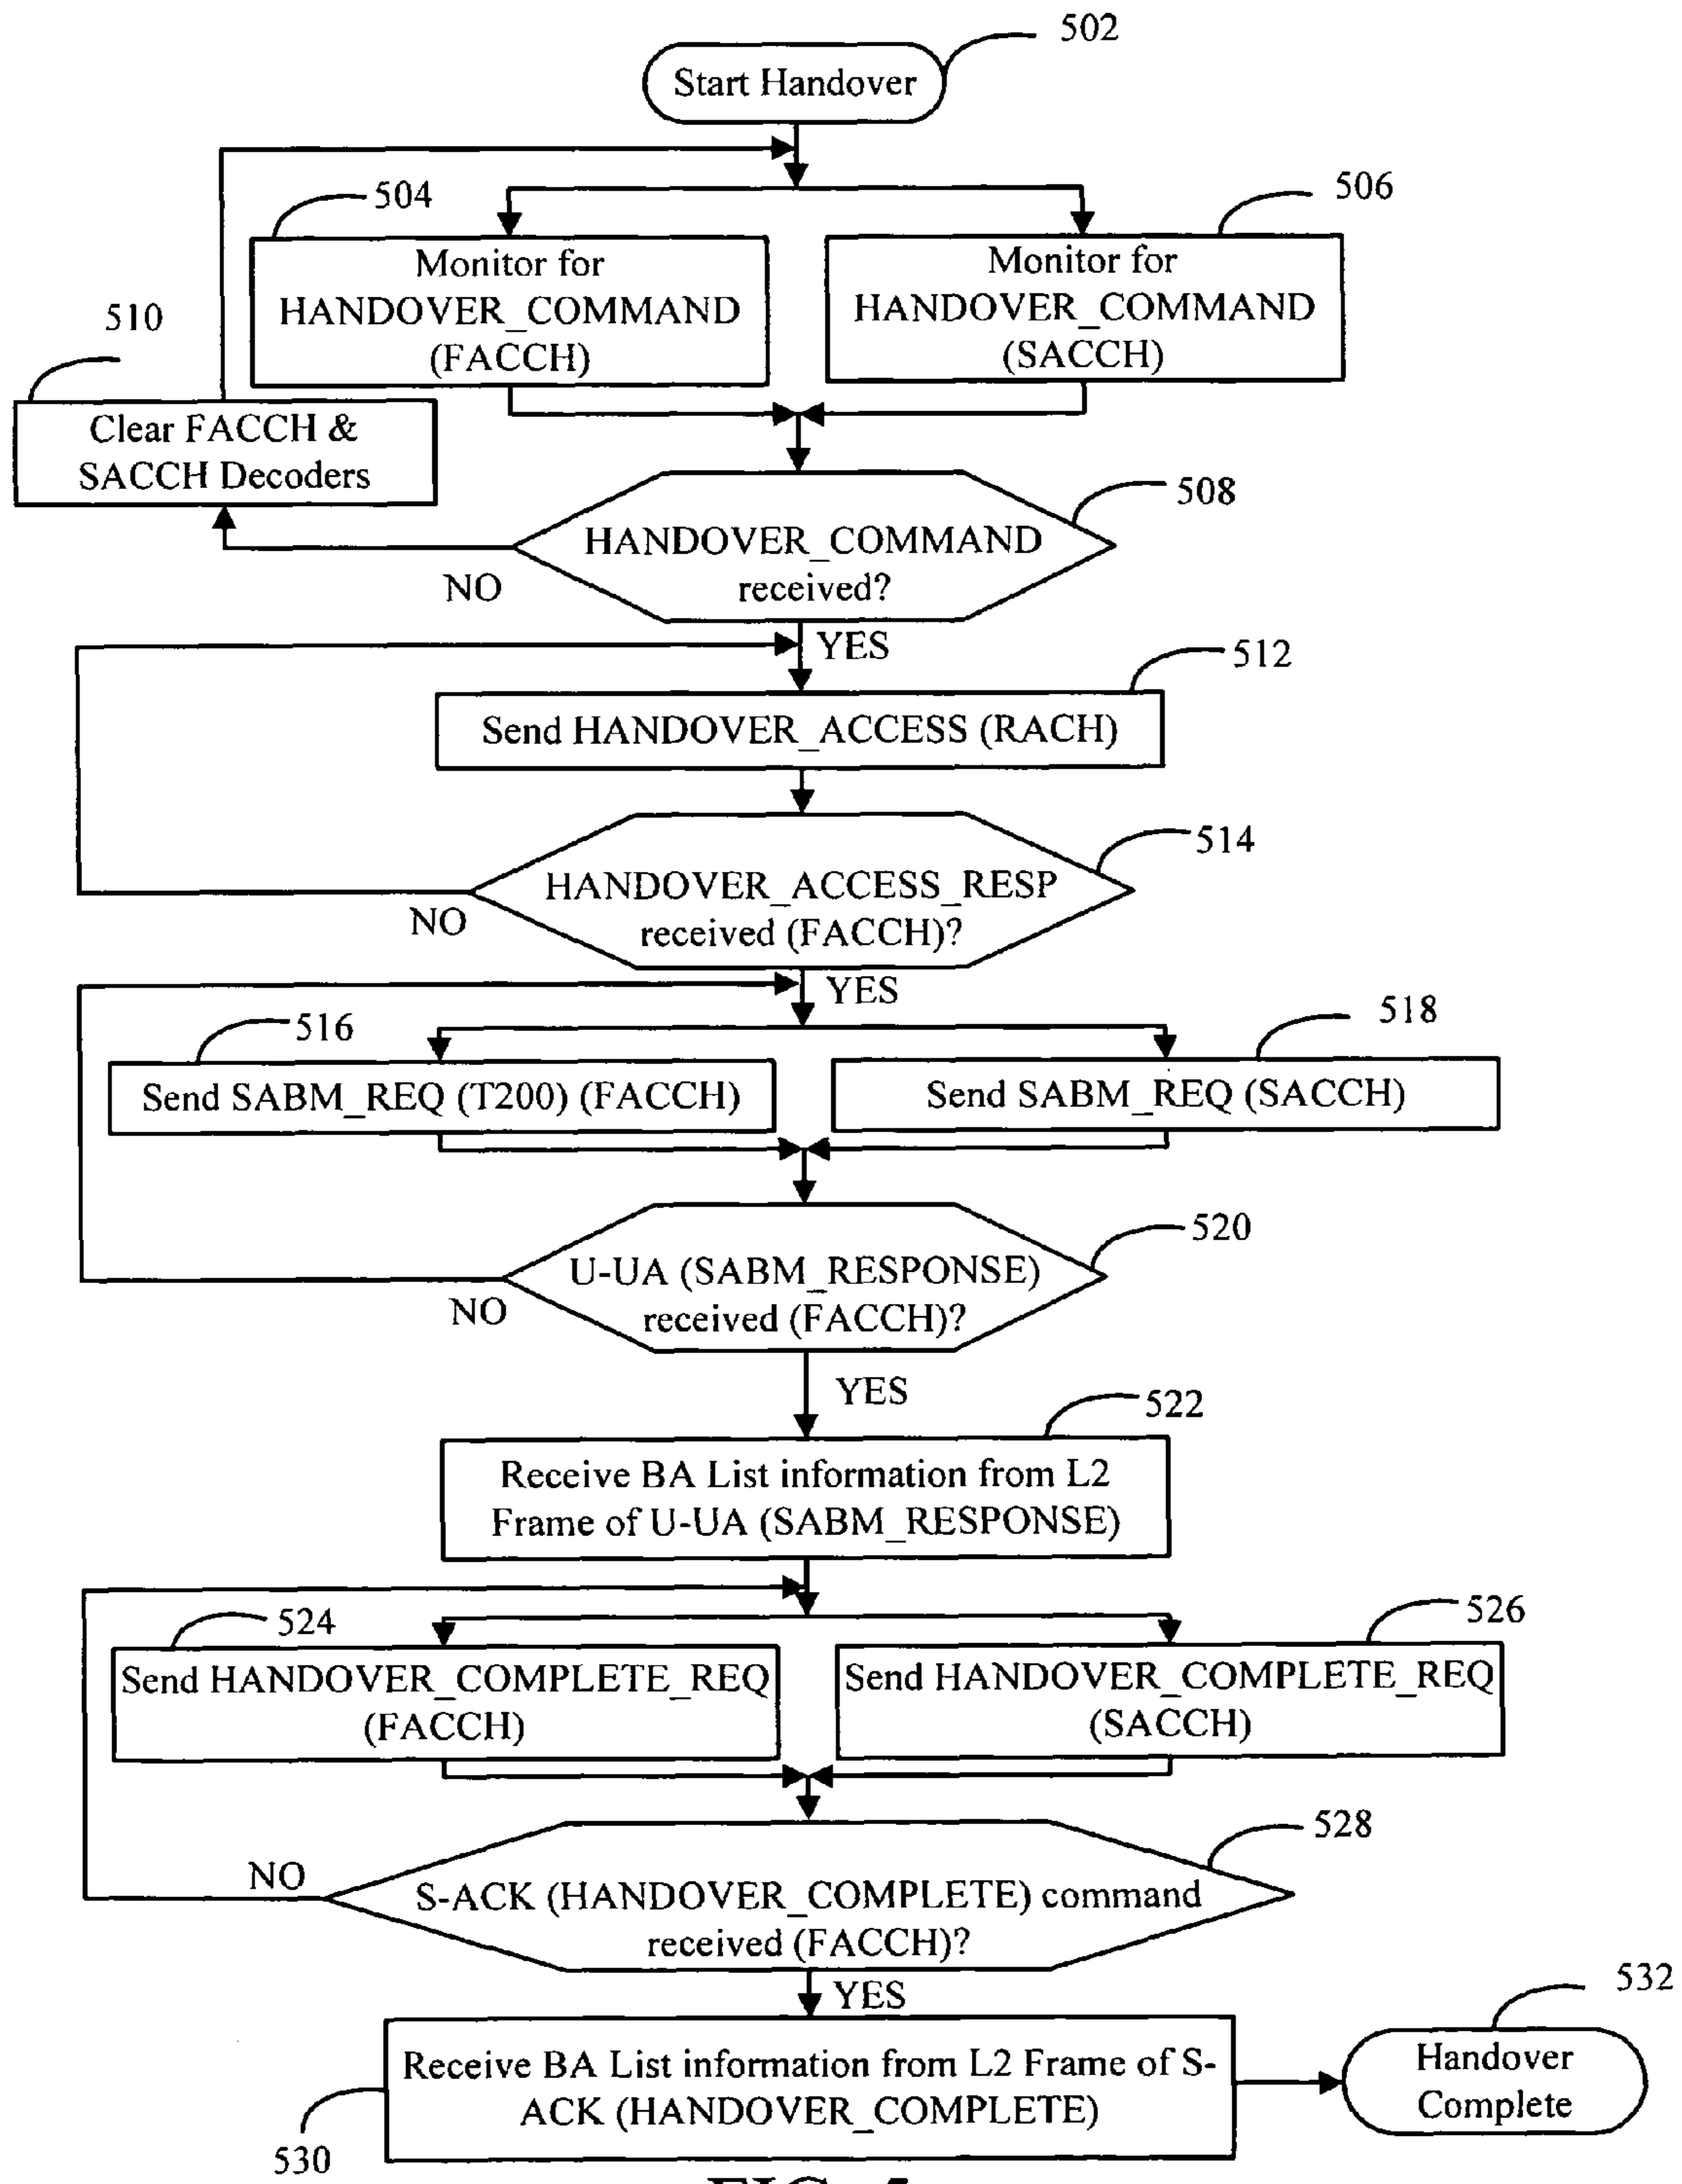 502
Start Handover
504
506
Monitor for
HANDOVER_COMMAND
(FACCH)
Monitor for
HANDOVER_COMMAND
(SACCH)
510
Clear FACCH &
SACCH Decoders
508
HANDOVER_COMMAND
received?
NO
YES
512
Send HANDOVER_ACCESS (RACH)
514
HANDOVER_ACCESS_RESP
received (FACCH)?
NO
YES
516
518
Send SABM_REQ (T200) (FACCH)
Send SABM_REQ (SACCH)
520
U-UA (SABM_RESPONSE)
received (FACCH)?
NO
YES
522
Receive BA List information from L2
Frame of U-UA (SABM_RESPONSE)
524
526
Send HANDOVER_COMPLETE_REQ
(FACCH)
Send HANDOVER_COMPLETE_REQ
(SACCH)
528
NO
S-ACK (HANDOVER_COMPLETE) command
received (FACCH)?
YES
532
Receive BA List information from L2 Frame of S-
ACK (HANDOVER_COMPLETE)
Handover
Complete
530